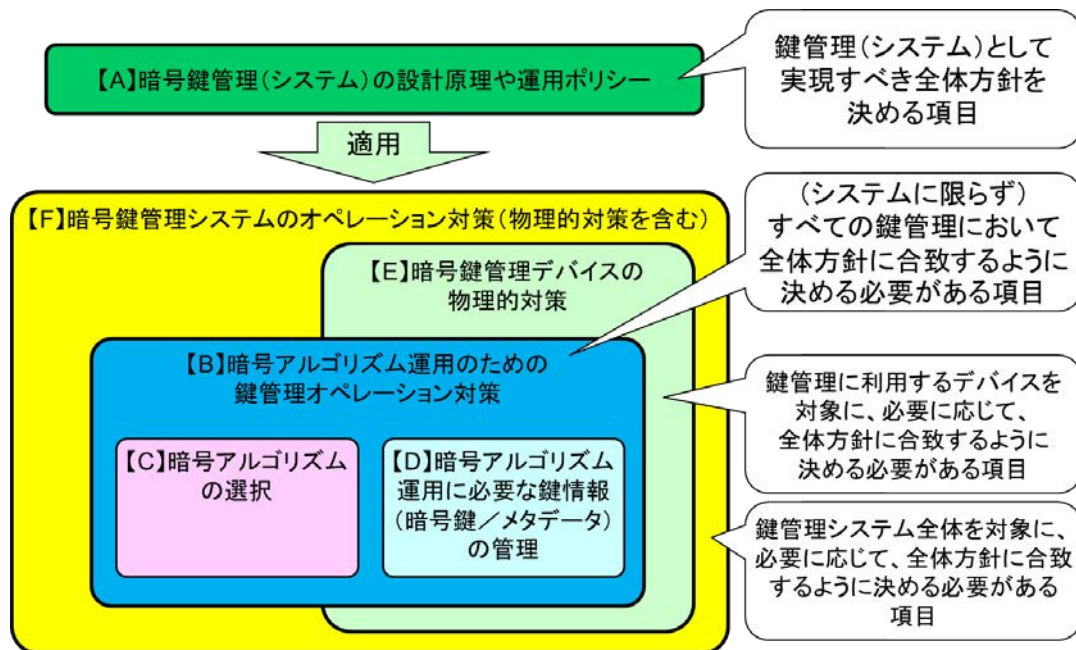 【A】暗号鍵管理(システム)の設計原理や運用ポリシー
鍵管理(システム)として
実現すべき全体方針を
決める項目
適用
【F】暗号鍵管理システムのオペレーション対策(物理的対策を含む)
(システムに限らず)
すべての鍵管理において
全体方針に合致するように
決める必要がある項目
【E】暗号鍵管理デバイスの
物理的対策
【B】暗号アルゴリズム運用のための
鍵管理オペレーション対策
鍵管理に利用するデバイスを
対象に、必要に応じて、
全体方針に合致するように
決める必要がある項目
【C】暗号アルゴリズム
の選択
【D】暗号アルゴリズム
運用に必要な鍵情報
(暗号鍵/メタデータ)
の管理
鍵管理システム全体を対象に、
必要に応じて、全体方針に合致
するように決める必要がある
項目